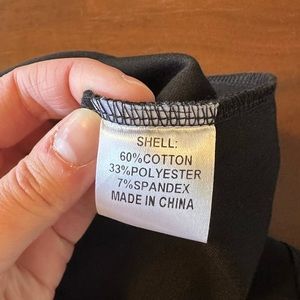 SHELL:
60%COTTON
33%POLYESTER
7%SPANDEX
MADE IN CHINA